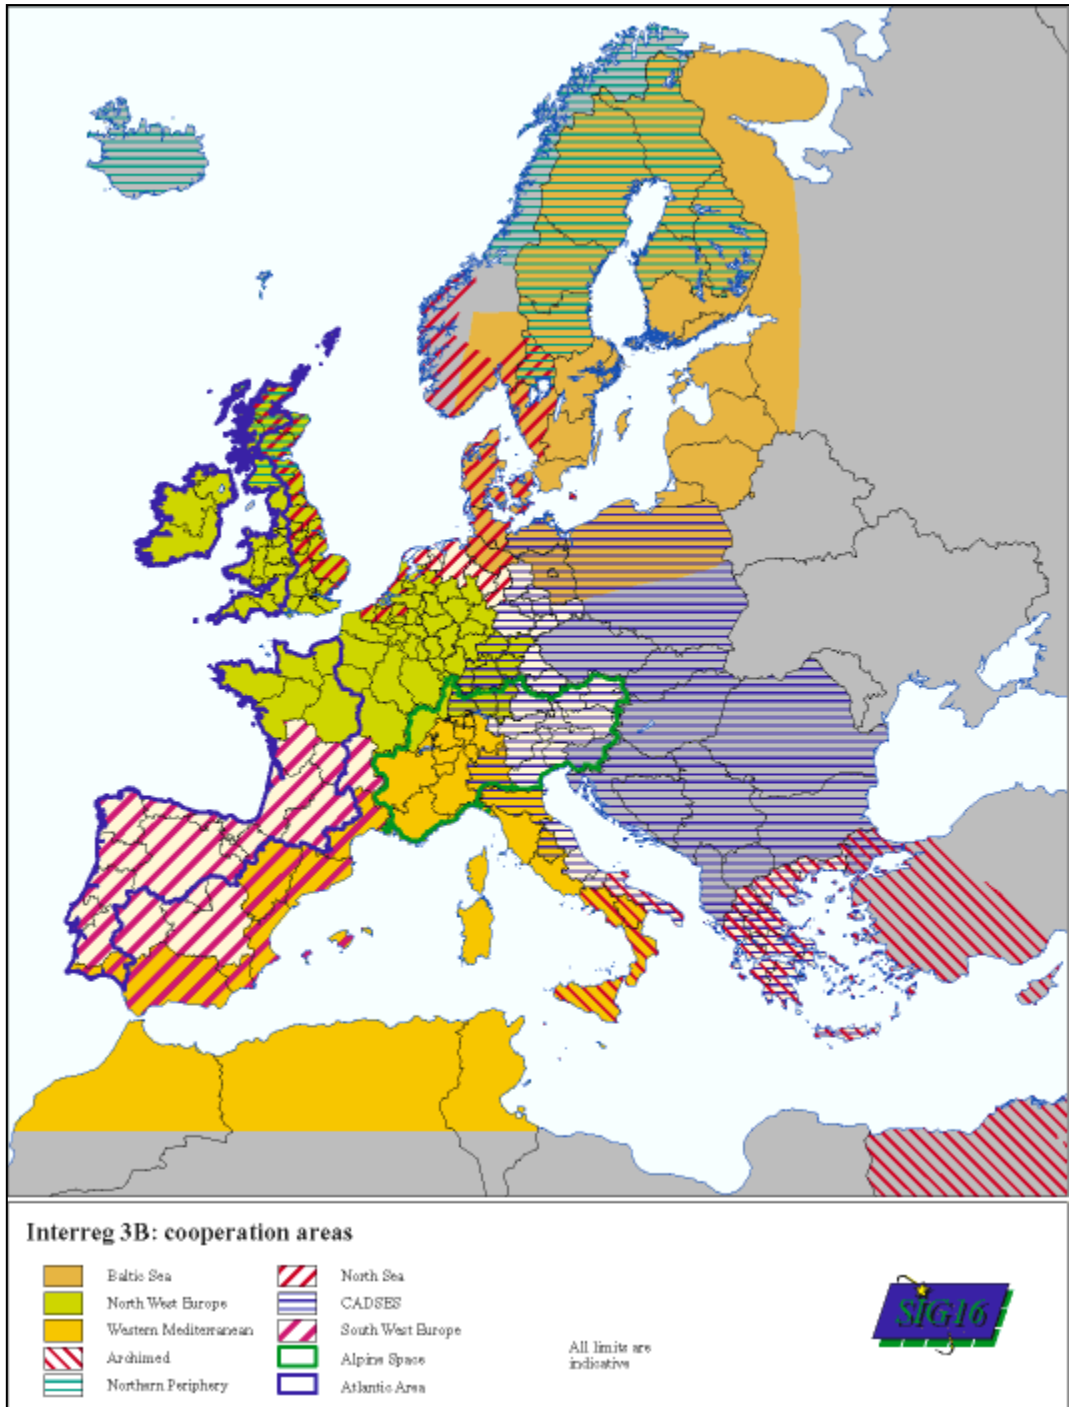 Interreg 3B: cooperation areas
Baltic Sea
North West Europe
Western Mediterranean
Archimed
Northern Periphery
North Sea
CADSES
South West Europe
Alpine Space
Atlantic Area
All limits are
indicative
SIG16